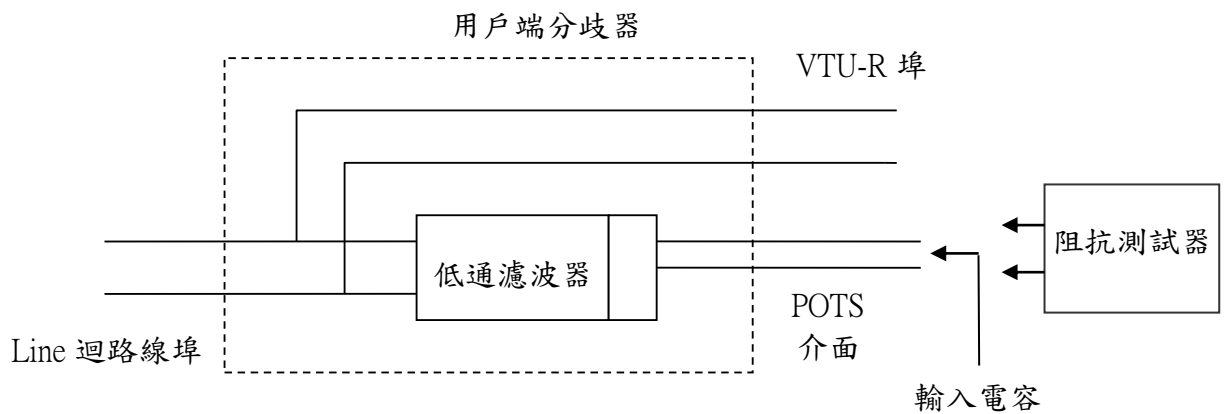 用戶端分歧器
VTU-R 埠
阻抗測試器
低通濾波器
Line 迴路線埠
POTS
介面
輸入電容